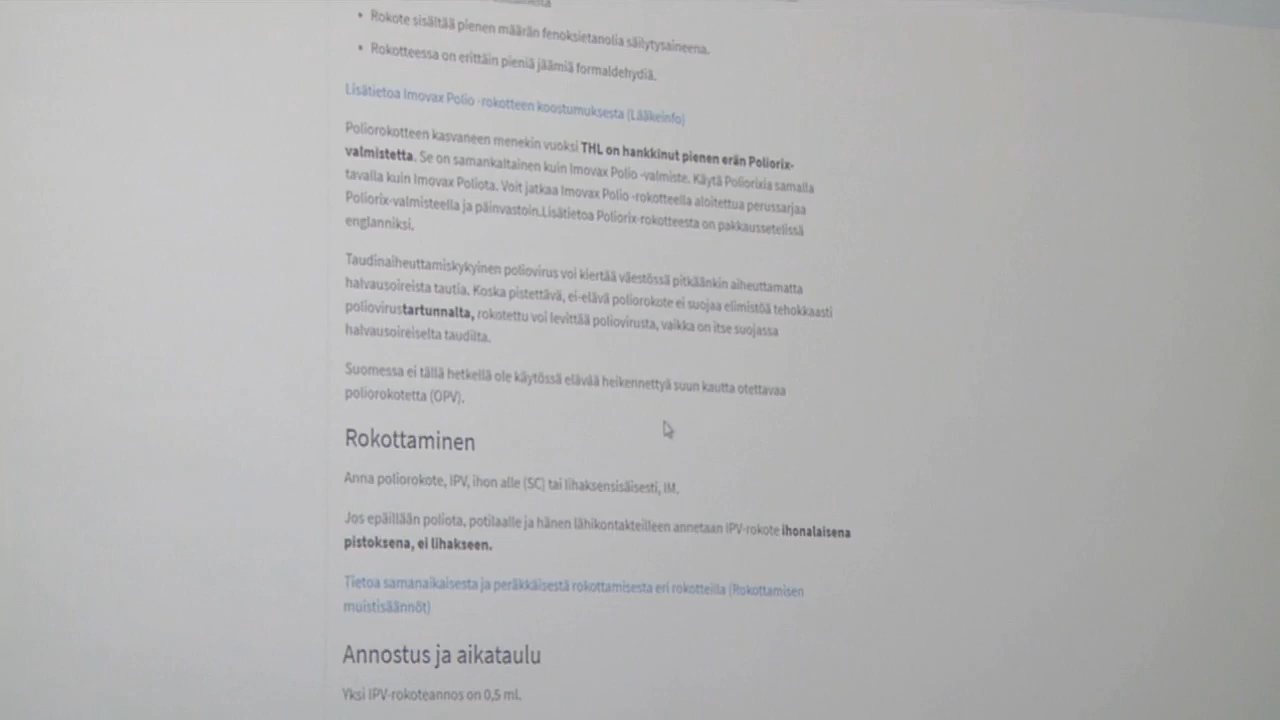 • Rokote sisältää pienen määrän fenoksietanolia säilytysaineena.
• Rokotteessa on erittäin pieniä jäämiä formaldehydiä.
Lisätietoa Imovax Polio -rokotteen koostumuksesta (Lääkeinfo)
Poliorokotteen kasvaneen menekin vuoksi THL on hankkinut pienen erän Poliorix-
valmistetta. Se on samankaltainen kuin Imovax Polio -valmiste. Käytä Poliorixia samalla
tavalla kuin Imovax Poliota. Voit jatkaa Imovax Polio -rokotteella aloitettua perussarjaa
Poliorix-valmisteella ja päinvastoin.Lisätietoa Poliorix-rokotteesta on pakkausselostessä
englanniksi.
Taudinaiheuttamiskykyinen poliovirus voi kiertää väestössä pitkäänkin aiheuttamatta
halvausoireista tautia. Koska pistettävä, ei-elävä poliorokote ei suojaa elimistöä tehokkaasti
poliovirustartunnalta, rokotettu voi levittää poliovirusta, vaikka on itse suojassa
halvausoireiselta taudilta.
Suomessa ei tällä hetkellä ole käytössä elävää heikennettyä suun kautta otettavaa
poliorokotetta (OPV).
Rokottaminen
Anna poliorokote, IPV, ihon alle (SC) tai lihaksensisäisesti, IM.
Jos epäillään poliota, potilaalle ja hänen lähikontakteilleen annetaan IPV-rokote ihonalaisena
pistoksena, ei lihakseen.
Tietoa samanaikaisesta ja peräkkäisestä rokottamisesta eri rokotteilla (Rokottamisen
muistisäännöt)
Annostus ja aikataulu
Yksi IPV-rokoteannos on 0,5 ml.